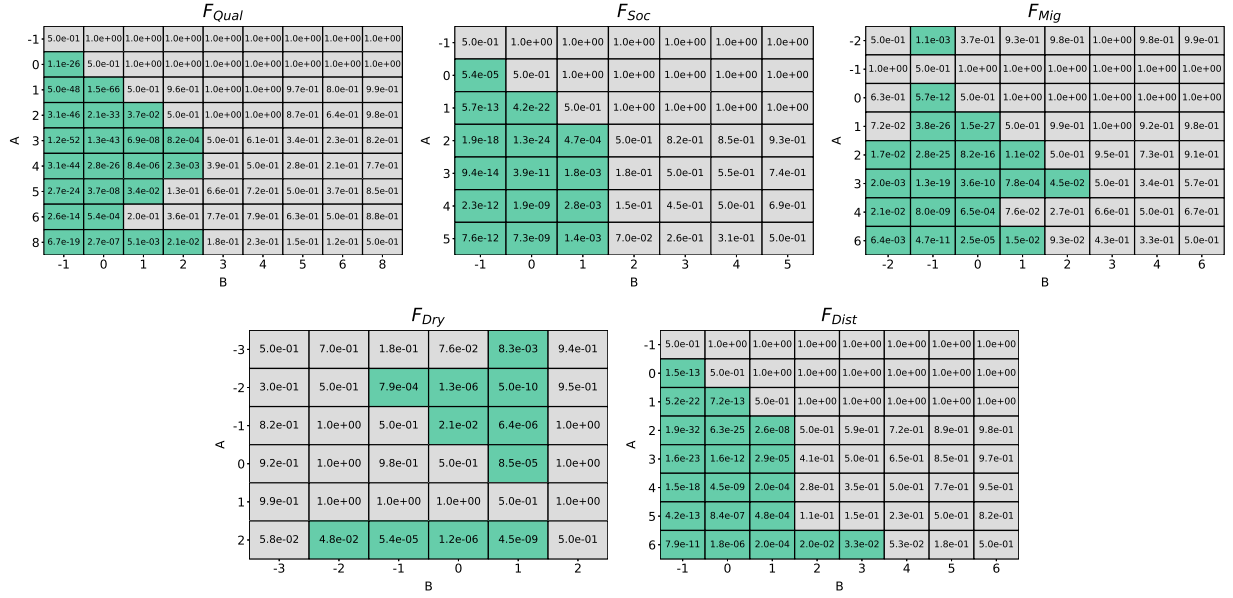 F_Qual
-1 5.0e-01 1.0e+00 1.0e+00 1.0e+00 1.0e+00 1.0e+00 1.0e+00 1.0e+00 1.0e+00
0 1.1e-26 5.0e-01 1.0e+00 1.0e+00 1.0e+00 1.0e+00 1.0e+00 1.0e+00 1.0e+00
1 5.0e-48 1.5e-66 5.0e-01 9.6e-01 1.0e+00 1.0e+00 9.7e-01 8.0e-01 9.9e-01
2 3.1e-46 2.1e-33 3.7e-02 5.0e-01 1.0e+00 1.0e+00 8.7e-01 6.4e-01 9.8e-01
A 3 1.2e-52 1.3e-43 6.9e-08 8.2e-04 5.0e-01 6.1e-01 3.4e-01 2.3e-01 8.2e-01
4 3.1e-44 2.8e-26 8.4e-06 2.3e-03 3.9e-01 5.0e-01 2.8e-01 2.1e-01 7.7e-01
5 2.7e-24 3.7e-08 3.4e-02 1.3e-01 6.6e-01 7.2e-01 5.0e-01 3.7e-01 8.5e-01
6 2.6e-14 5.4e-04 2.0e-01 3.6e-01 7.7e-01 7.9e-01 6.3e-01 5.0e-01 8.8e-01
8 6.7e-19 2.7e-07 5.1e-03 2.1e-02 1.8e-01 2.3e-01 1.5e-01 1.2e-01 5.0e-01
-1 0 1 2 3 4 5 6 8
B
F_Soc
-1 5.0e-01 1.0e+00 1.0e+00 1.0e+00 1.0e+00 1.0e+00 1.0e+00
0 5.4e-05 5.0e-01 1.0e+00 1.0e+00 1.0e+00 1.0e+00 1.0e+00
1 5.7e-13 4.2e-22 5.0e-01 1.0e+00 1.0e+00 1.0e+00 1.0e+00
A 2 1.9e-18 1.3e-24 4.7e-04 5.0e-01 8.2e-01 8.5e-01 9.3e-01
3 9.4e-14 3.9e-11 1.8e-03 1.8e-01 5.0e-01 5.5e-01 7.4e-01
4 2.3e-12 1.9e-09 2.8e-03 1.5e-01 4.5e-01 5.0e-01 6.9e-01
5 7.6e-12 7.3e-09 1.4e-03 7.0e-02 2.6e-01 3.1e-01 5.0e-01
-1 0 1 2 3 4 5
B
F_Mig
-2 5.0e-01 1.1e-03 3.7e-01 9.3e-01 9.8e-01 1.0e+00 9.8e-01 9.9e-01
-1 1.0e+00 5.0e-01 1.0e+00 1.0e+00 1.0e+00 1.0e+00 1.0e+00 1.0e+00
0 6.3e-01 5.7e-12 5.0e-01 1.0e+00 1.0e+00 1.0e+00 1.0e+00 1.0e+00
A 1 7.2e-02 3.8e-26 1.5e-27 5.0e-01 9.9e-01 1.0e+00 9.2e-01 9.8e-01
2 1.7e-02 2.8e-25 8.2e-16 1.1e-02 5.0e-01 9.5e-01 7.3e-01 9.1e-01
3 2.0e-03 1.3e-19 3.6e-10 7.8e-04 4.5e-02 5.0e-01 3.4e-01 5.7e-01
4 2.1e-02 8.0e-09 6.5e-04 7.6e-02 2.7e-01 6.6e-01 5.0e-01 6.7e-01
6 6.4e-03 4.7e-11 2.5e-05 1.5e-02 9.3e-02 4.3e-01 3.3e-01 5.0e-01
-2 -1 0 1 2 3 4 6
B
F_Dry
-3 5.0e-01 7.0e-01 1.8e-01 7.6e-02 8.3e-03 9.4e-01
-2 3.0e-01 5.0e-01 7.9e-04 1.3e-06 5.0e-10 9.5e-01
-1 8.2e-01 1.0e+00 5.0e-01 2.1e-02 6.4e-06 1.0e+00
A
0 9.2e-01 1.0e+00 9.8e-01 5.0e-01 8.5e-05 1.0e+00
1 9.9e-01 1.0e+00 1.0e+00 1.0e+00 5.0e-01 1.0e+00
2 5.8e-02 4.8e-02 5.4e-05 1.2e-06 4.5e-09 5.0e-01
-3 -2 -1 0 1 2
B
F_Dist
-1 5.0e-01 1.0e+00 1.0e+00 1.0e+00 1.0e+00 1.0e+00 1.0e+00 1.0e+00
0 1.5e-13 5.0e-01 1.0e+00 1.0e+00 1.0e+00 1.0e+00 1.0e+00 1.0e+00
1 5.2e-22 7.2e-13 5.0e-01 1.0e+00 1.0e+00 1.0e+00 1.0e+00 1.0e+00
2 1.9e-32 6.3e-25 2.6e-08 5.0e-01 5.9e-01 7.2e-01 8.9e-01 9.8e-01
A
3 1.6e-23 1.6e-12 2.9e-05 4.1e-01 5.0e-01 6.5e-01 8.5e-01 9.7e-01
4 1.5e-18 4.5e-09 2.0e-04 2.8e-01 3.5e-01 5.0e-01 7.7e-01 9.5e-01
5 4.2e-13 8.4e-07 4.8e-04 1.1e-01 1.5e-01 2.3e-01 5.0e-01 8.2e-01
6 7.9e-11 1.8e-06 2.0e-04 2.0e-02 3.3e-02 5.3e-02 1.8e-01 5.0e-01
-1 0 1 2 3 4 5 6
B